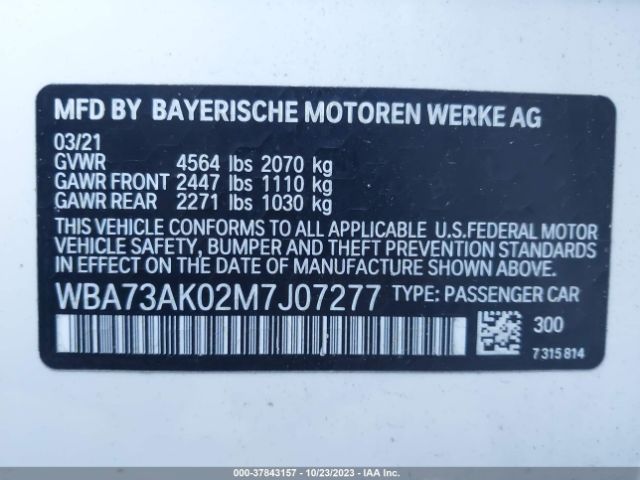 MFD BY BAYERISCHE MOTOREN WERKE AG
03/21
GVWR 4564 lbs 2070 kg
GAWR FRONT 2447 lbs 1110 kg
GAWR REAR 2271 lbs 1030 kg
THIS VEHICLE CONFORMS TO ALL APPLICABLE U.S.FEDERAL MOTOR
VEHICLE SAFETY, BUMPER AND THEFT PREVENTION STANDARDS
IN EFFECT ON THE DATE OF MANUFACTURE SHOWN ABOVE.
WBA73AK02M7J07277 TYPE: PASSENGER CAR
300
7 315 814
000-37843157 - 10/23/2023 - IAA Inc.